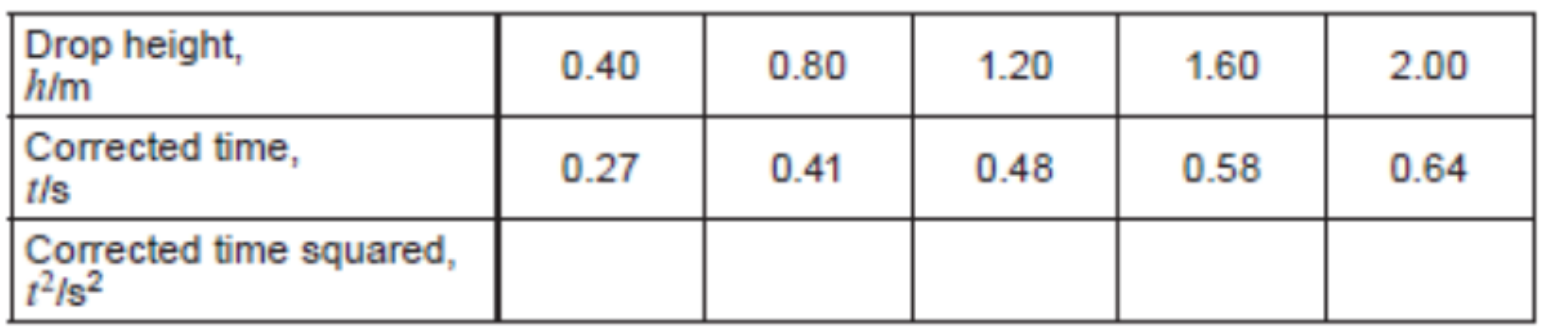 Drop height,
h/m
0.40 0.80 1.20 1.60 2.00
Corrected time,
t/s
0.27 0.41 0.48 0.58 0.64
Corrected time squared,
t²/s²